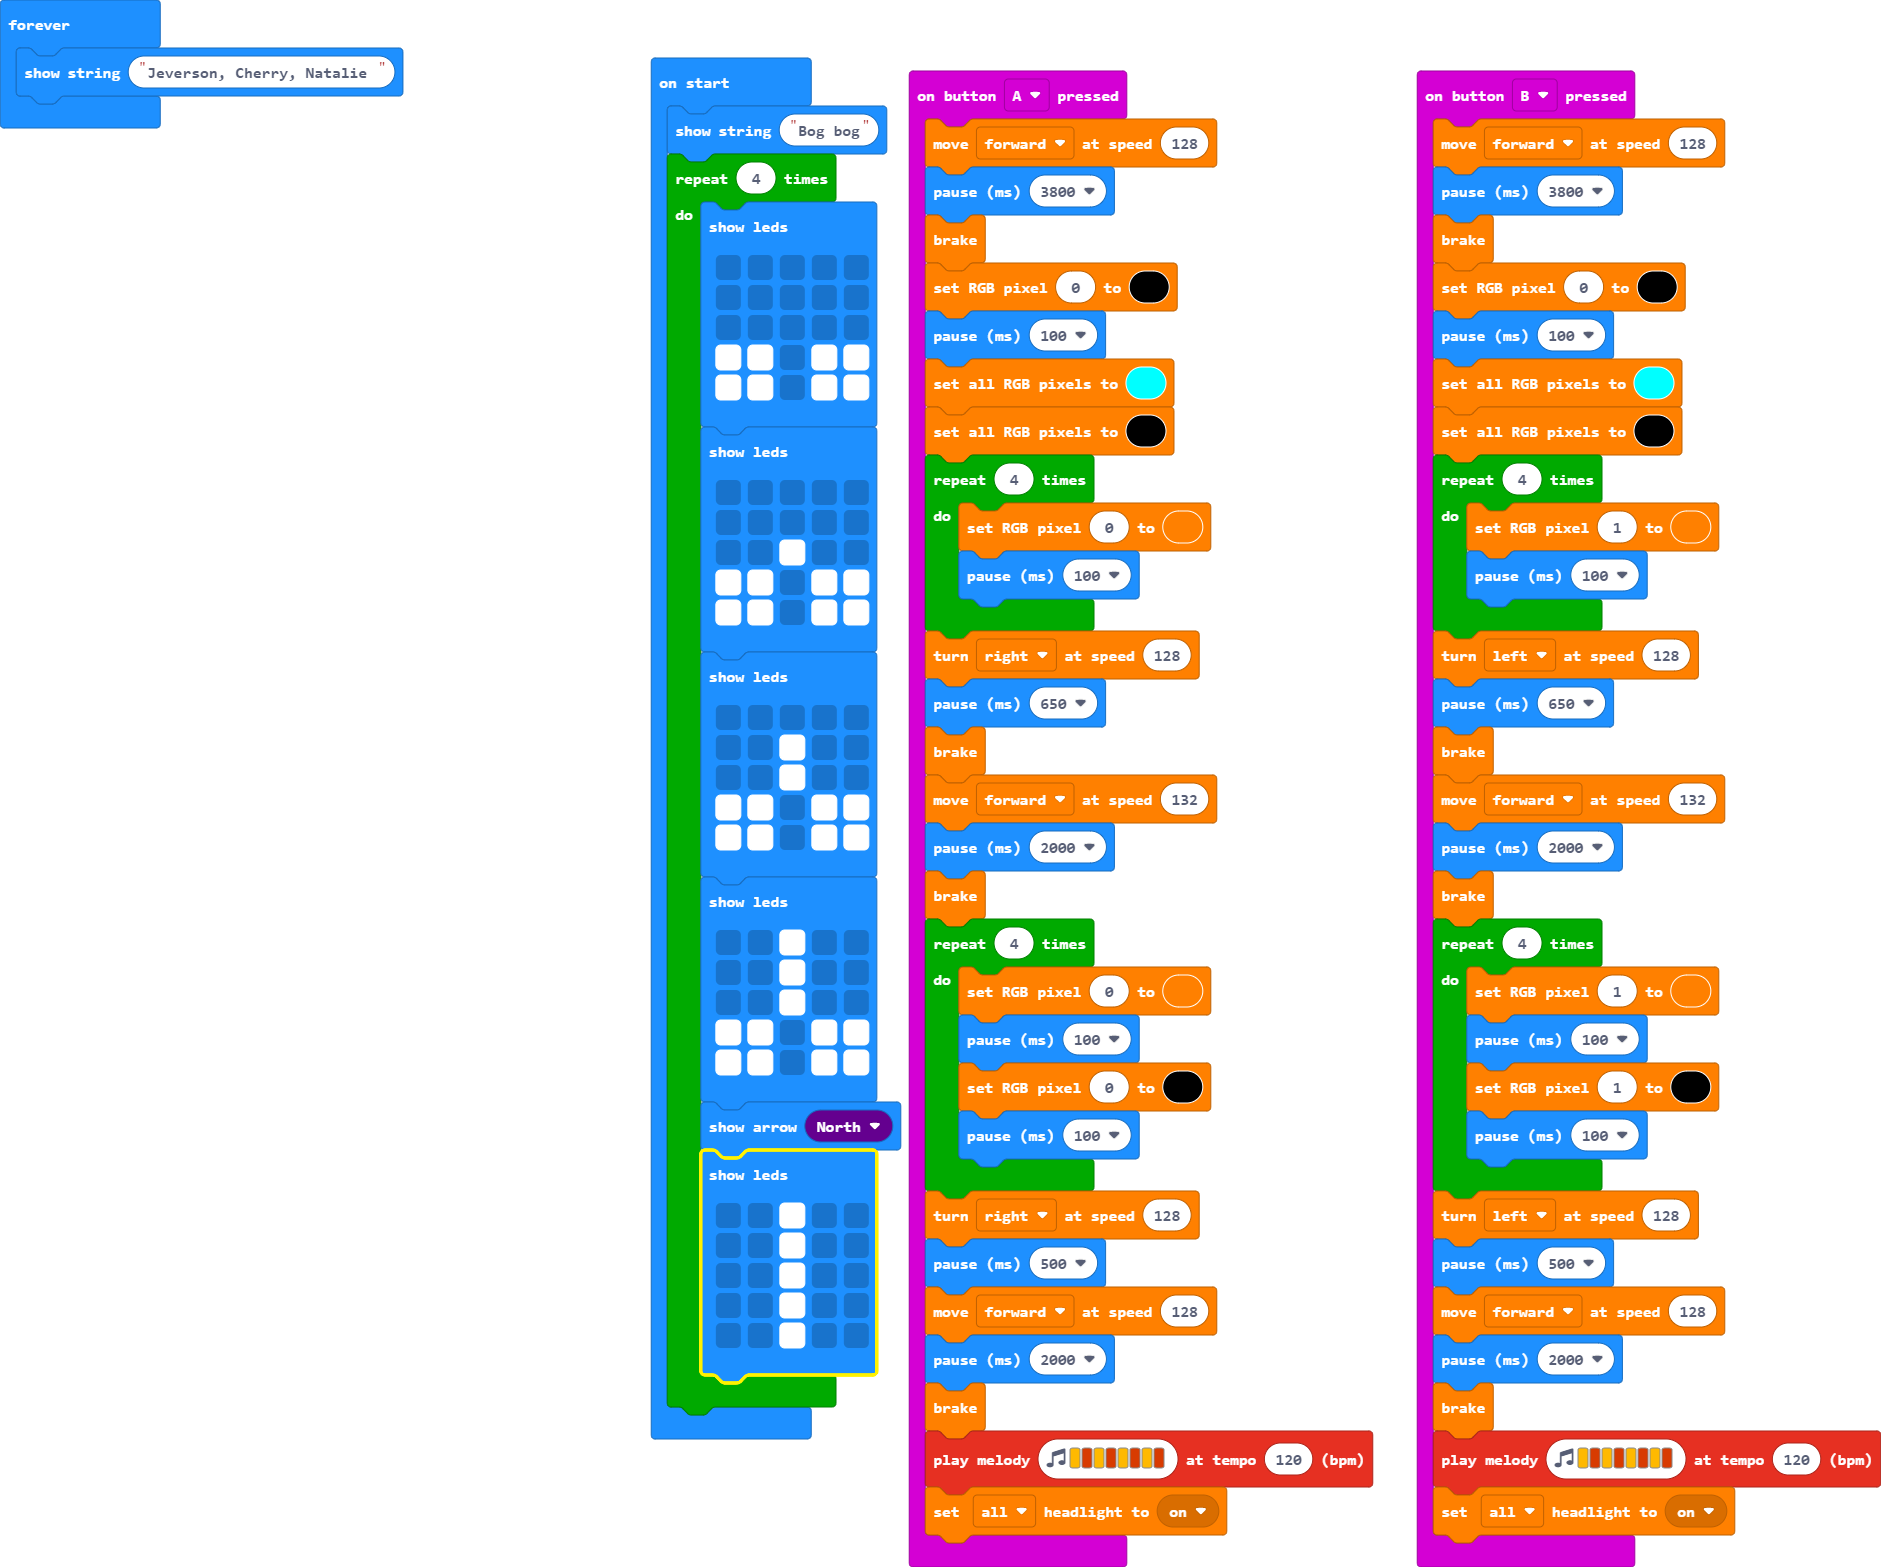 forever
show string "Jeverson, Cherry, Natalie "
on start
show string "Bog bog"
repeat 4 times
do
show leds
show leds
show leds
show leds
show arrow North
show leds
on button A pressed
move forward at speed 128
pause (ms) 3800
brake
set RGB pixel 0 to
pause (ms) 100
set all RGB pixels to
set all RGB pixels to
repeat 4 times
do
set RGB pixel 0 to
pause (ms) 100
turn right at speed 128
pause (ms) 650
brake
move forward at speed 132
pause (ms) 2000
brake
repeat 4 times
do
set RGB pixel 0 to
pause (ms) 100
set RGB pixel 0 to
pause (ms) 100
turn right at speed 128
pause (ms) 500
move forward at speed 128
pause (ms) 2000
brake
play melody at tempo 120 (bpm)
set all headlight to on
on button B pressed
move forward at speed 128
pause (ms) 3800
brake
set RGB pixel 0 to
pause (ms) 100
set all RGB pixels to
set all RGB pixels to
repeat 4 times
do
set RGB pixel 1 to
pause (ms) 100
turn left at speed 128
pause (ms) 650
brake
move forward at speed 132
pause (ms) 2000
brake
repeat 4 times
do
set RGB pixel 1 to
pause (ms) 100
set RGB pixel 1 to
pause (ms) 100
turn left at speed 128
pause (ms) 500
move forward at speed 128
pause (ms) 2000
brake
play melody at tempo 120 (bpm)
set all headlight to on